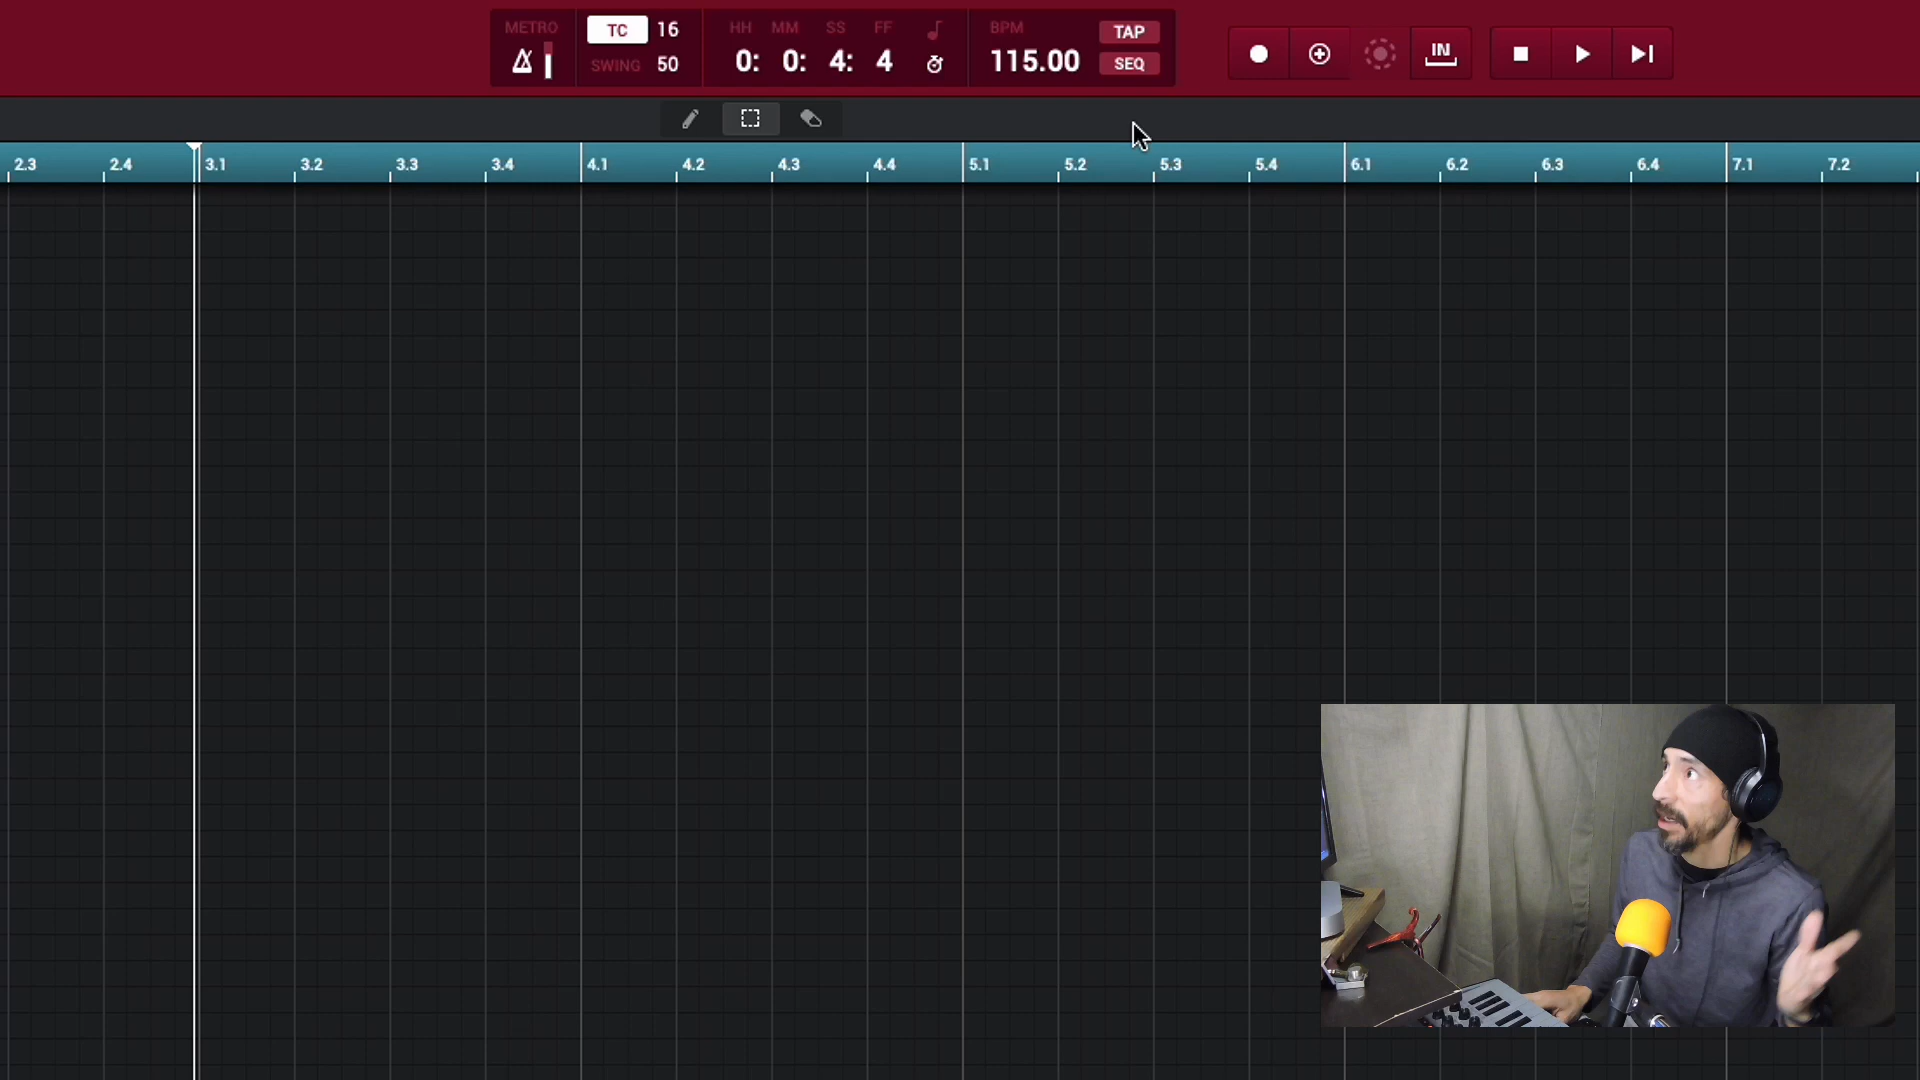 METRO
TC 16
SWING 50
HH MM SS FF
0: 0: 4: 4
BPM
115.00
TAP
SEQ
IN
2.3 2.4 3.1 3.2 3.3 3.4 4.1 4.2 4.3 4.4 5.1 5.2 5.3 5.4 6.1 6.2 6.3 6.4 7.1 7.2